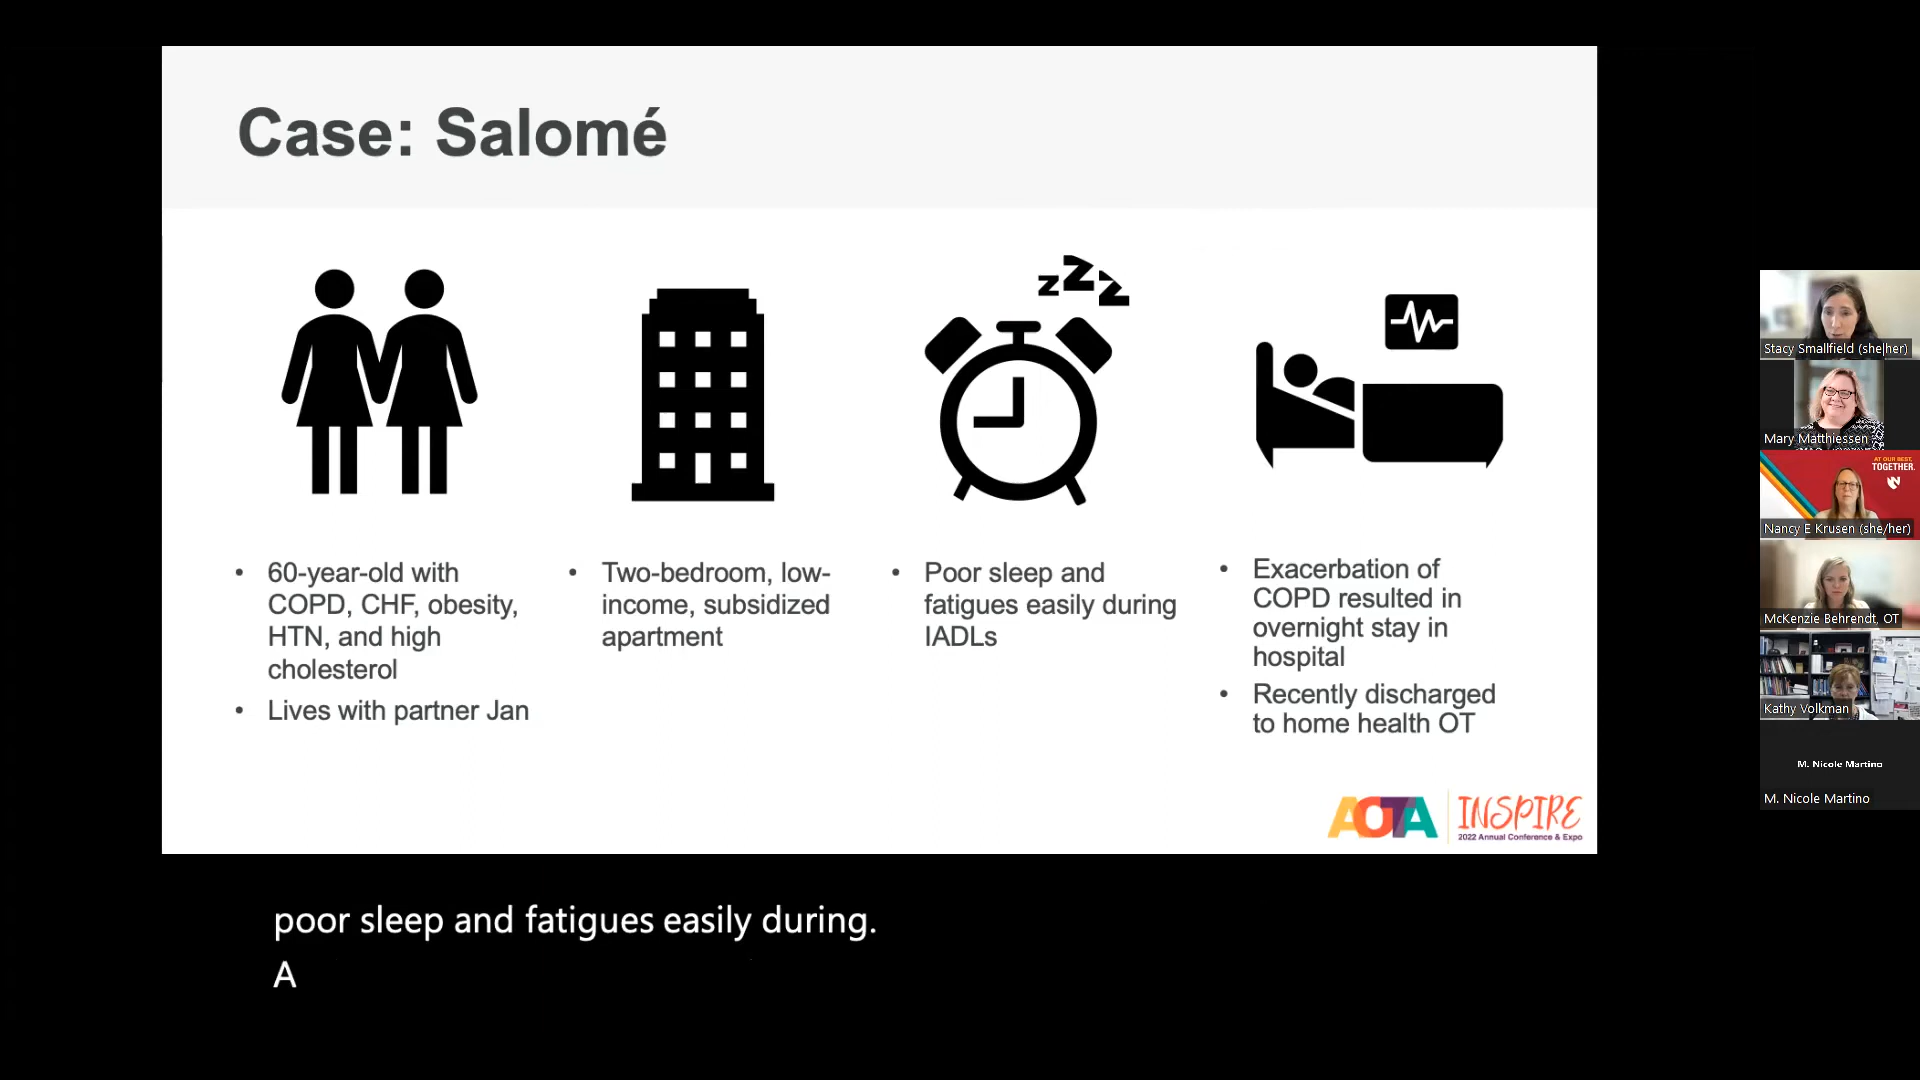 Case: Salomé
zzz
• 60-year-old with
COPD, CHF, obesity,
HTN, and high
cholesterol
• Lives with partner Jan
• Two-bedroom, low-
income, subsidized
apartment
• Poor sleep and
fatigues easily during
IADLs
• Exacerbation of
COPD resulted in
overnight stay in
hospital
• Recently discharged
to home health OT
AOTA
INSPIRE
2022 Annual Conference & Expo
poor sleep and fatigues easily during.
A
Stacy Smallfield (she|her)
Mary Matthiessen
AT OUR BEST,
TOGETHER.
N
Nancy E Krusen (she/her)
McKenzie Behrendt, OT
Kathy Volkman
M. Nicole Martino
M. Nicole Martino